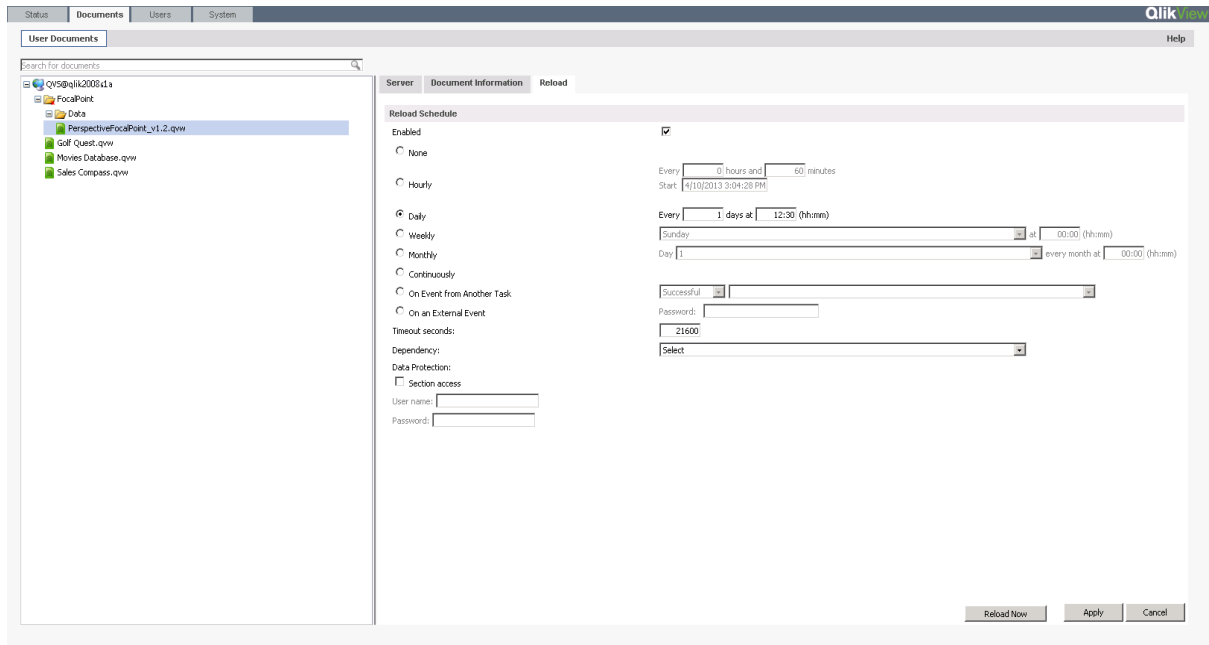 Status Documents Users System QlikView
User Documents Help
Search for documents
QVS@qlik2008s1a
FocalPoint
Data
PerspectiveFocalPoint_v1.2.qvw
Golf Quest.qvw
Movies Database.qvw
Sales Compass.qvw
Server Document Information Reload
Reload Schedule
Enabled
None
Every 0 hours and 60 minutes
Hourly
Start 4/10/2013 3:04:28 PM
Daily Every 1 days at 12:30 (hh:mm)
Weekly Sunday at 00:00 (hh:mm)
Monthly Day 1 every month at 00:00 (hh:mm)
Continuously
On Event from Another Task Successful
On an External Event Password:
Timeout seconds: 21600
Dependency: Select
Data Protection:
Section access
User name:
Password:
Reload Now Apply Cancel